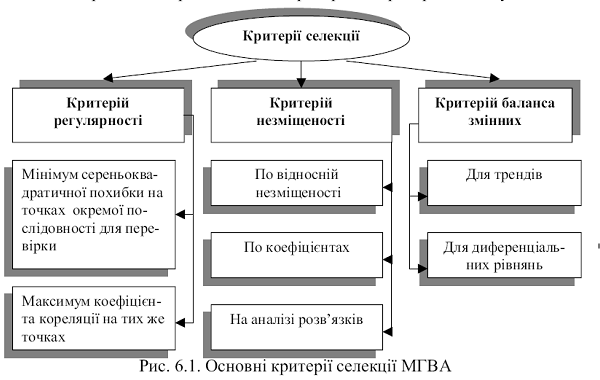 Критерії селекції
Критерій
регулярності
Критерій
незміщеності
Критерій баланса
змінних
Мінімум сереньоква-
дратичної похибки на
точках окремої по-
слідовності для пере-
вірки
Максимум коефіцієн-
та кореляції на тих же
точках
По відносній
незміщеності
По коефіцієнтах
На аналізі розв’язків
Для трендів
Для диференціаль-
них рівнянь
Рис. 6.1. Основні критерії селекції МГВА